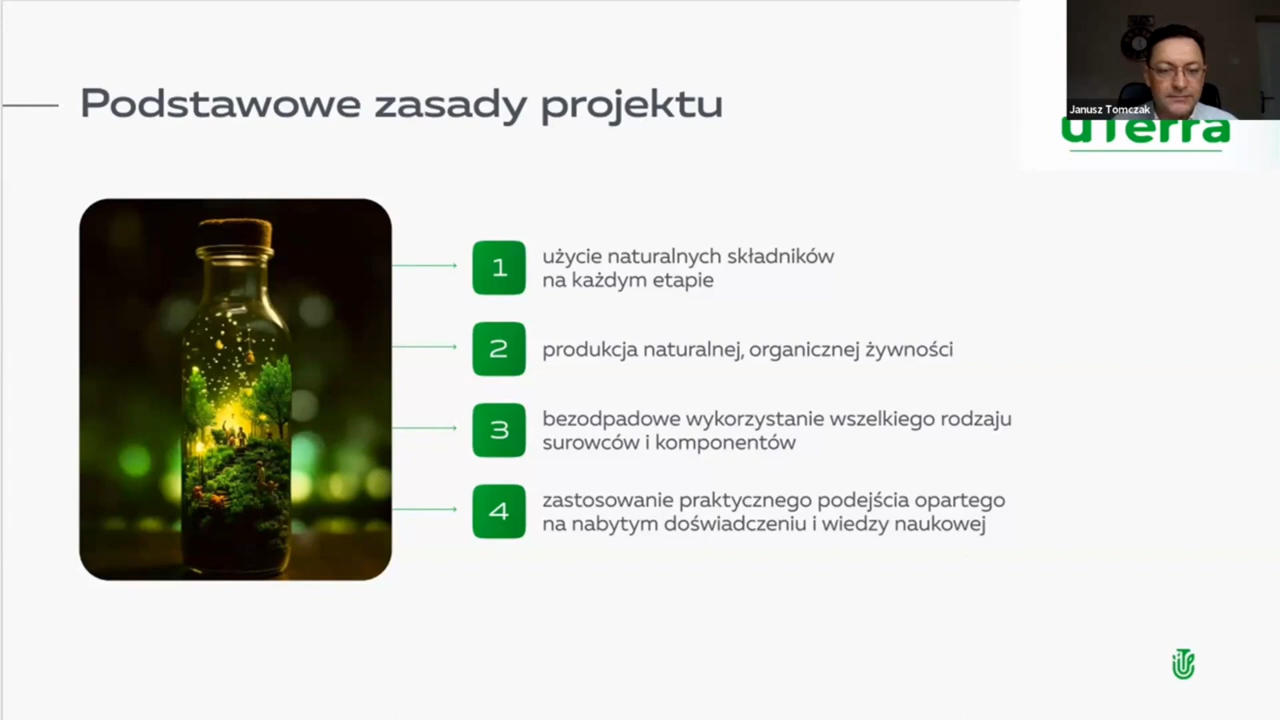 Janusz Tomczak
uTerra
Podstawowe zasady projektu
1
użycie naturalnych składników
na każdym etapie
2
produkcja naturalnej, organicznej żywności
3
bezodpadowe wykorzystanie wszelkiego rodzaju
surowców i komponentów
4
zastosowanie praktycznego podejścia opartego
na nabytym doświadczeniu i wiedzy naukowej